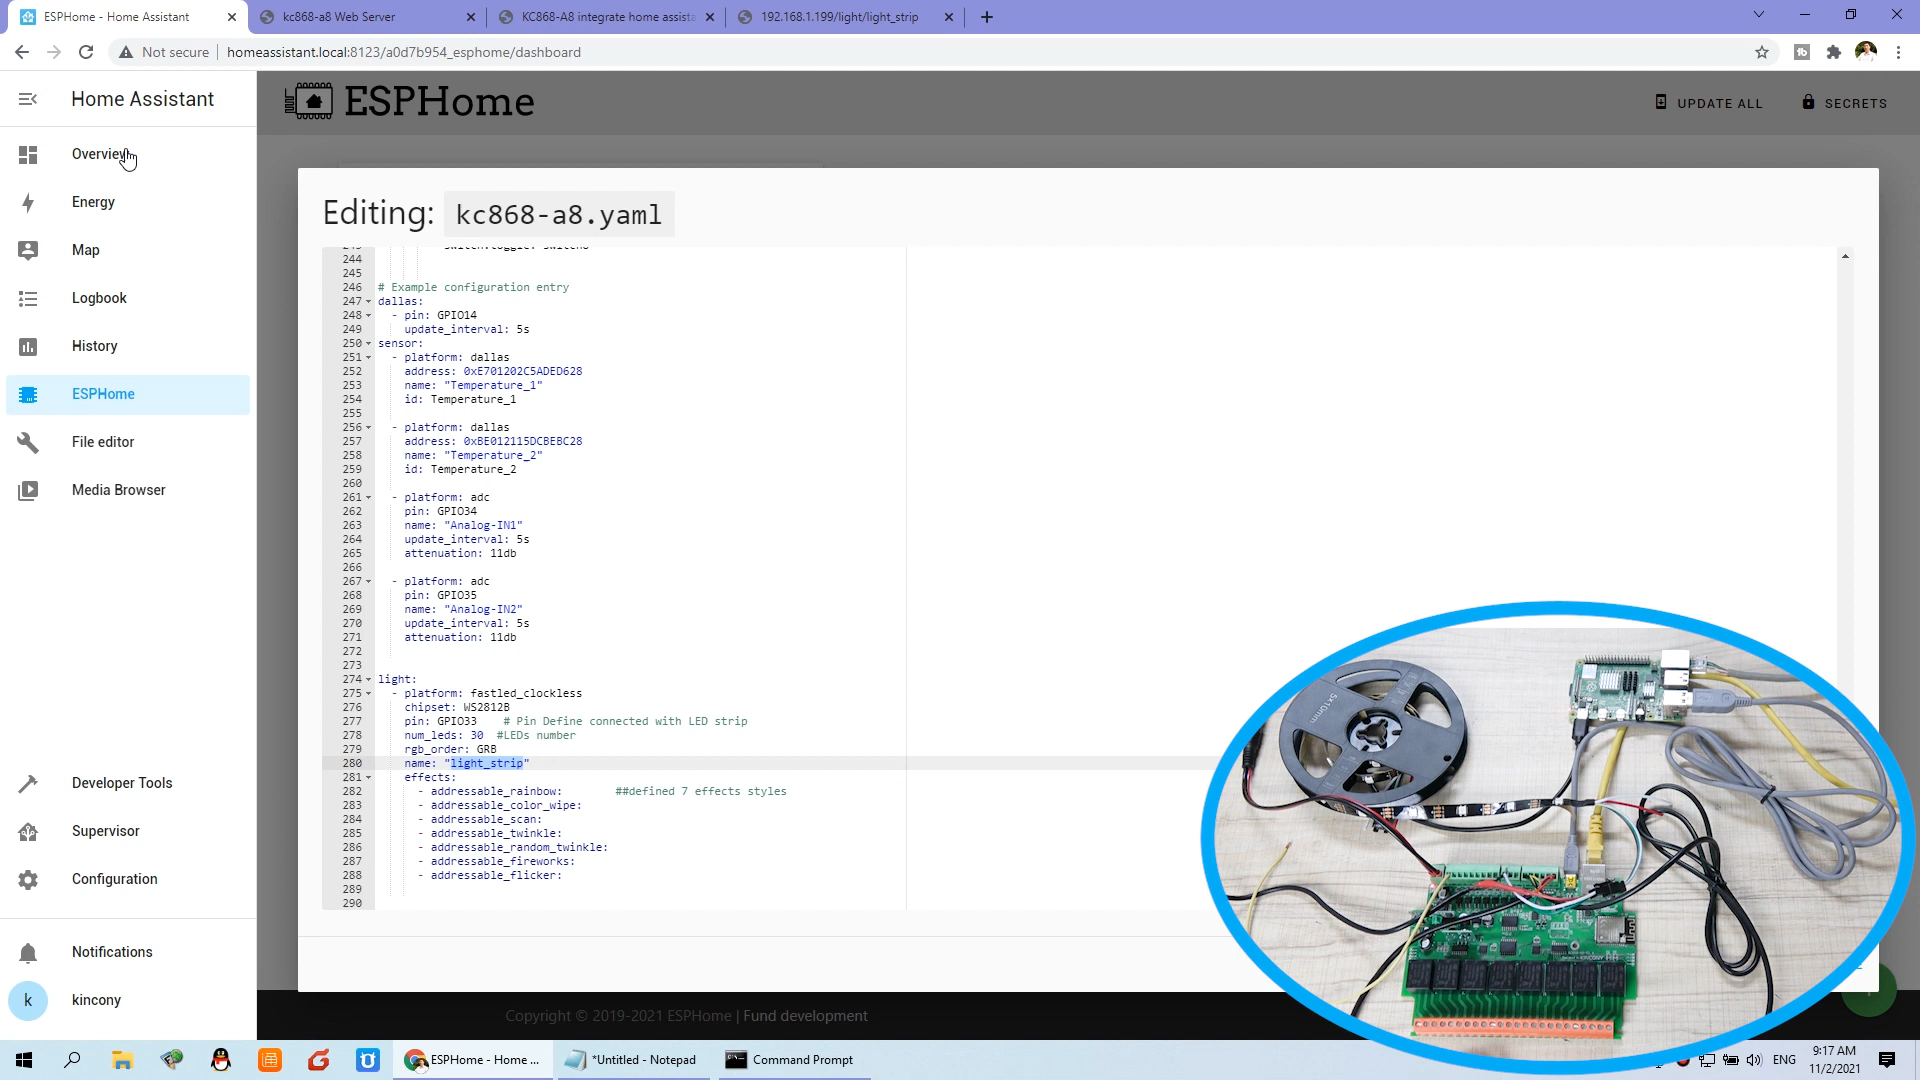 ESPHome - Home Assistant
kc868-a8 Web Server
KC868-A8 integrate home assista
192.168.1.199/light/light_strip
Not secure
homeassistant.local:8123/a0d7b954_esphome/dashboard
Home Assistant
Overview
Energy
Map
Logbook
History
ESPHome
File editor
Media Browser
Developer Tools
Supervisor
Configuration
Notifications
k
kincony
ESPHome
UPDATE ALL
SECRETS
Editing: kc868-a8.yaml
244
245
246 # Example configuration entry
247 dallas:
248 - pin: GPIO14
249 update_interval: 5s
250 sensor:
251 - platform: dallas
252 address: 0xE701202C5ADED628
253 name: "Temperature_1"
254 id: Temperature_1
255
256 - platform: dallas
257 address: 0xBE012115DCBEBC28
258 name: "Temperature_2"
259 id: Temperature_2
260
261 - platform: adc
262 pin: GPIO34
263 name: "Analog-IN1"
264 update_interval: 5s
265 attenuation: 11db
266
267 - platform: adc
268 pin: GPIO35
269 name: "Analog-IN2"
270 update_interval: 5s
271 attenuation: 11db
272
273
274 light:
275 - platform: fastled_clockless
276 chipset: WS2812B
277 pin: GPIO33 # Pin Define connected with LED strip
278 num_leds: 30 #LEDs number
279 rgb_order: GRB
280 name: "light_strip"
281 effects:
282 - addressable_rainbow: ##defined 7 effects styles
283 - addressable_color_wipe:
284 - addressable_scan:
285 - addressable_twinkle:
286 - addressable_random_twinkle:
287 - addressable_fireworks:
288 - addressable_flicker:
289
290
5x10mm
Copyright © 2019-2021 ESPHome | Fund development
ESPHome - Home ...
*Untitled - Notepad
Command Prompt
ENG
9:17 AM
11/2/2021